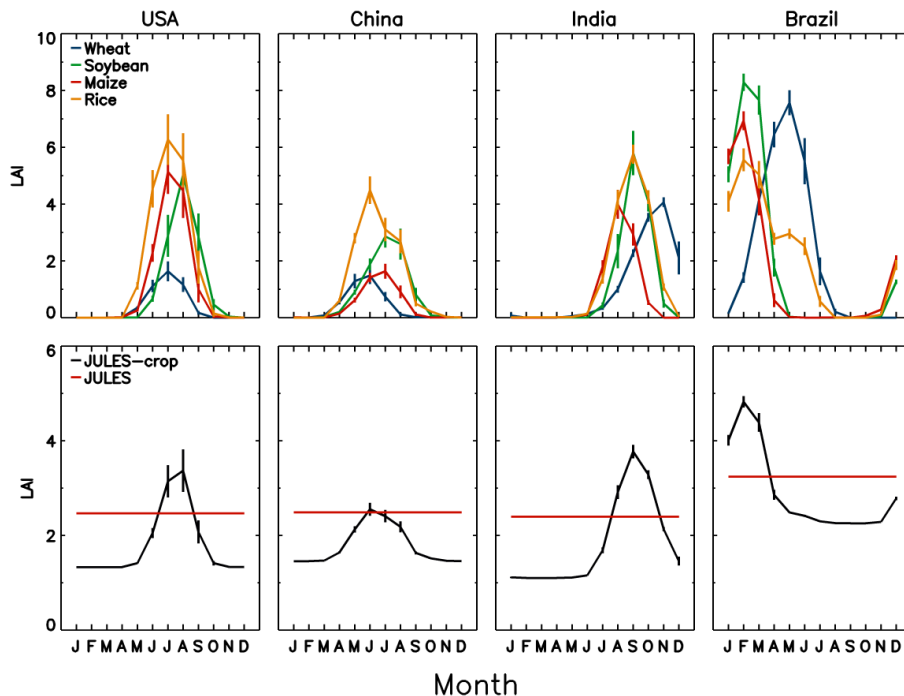 USA China India Brazil
10
8
6
4
2
0
LAI
Wheat
Soybean
Maize
Rice
6
4
2
0
LAI
JULES-crop
JULES
J F M A M J J A S O N D J F M A M J J A S O N D J F M A M J J A S O N D J F M A M J J A S O N D
Month